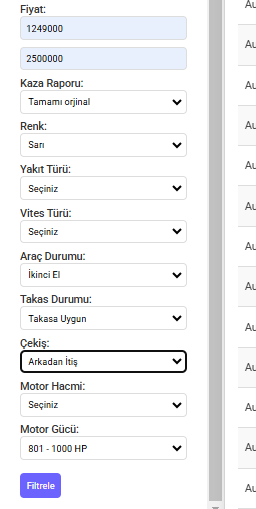 Fiyat:
1249000
2500000
Kaza Raporu:
Tamamı orjinal
Renk:
Sarı
Yakıt Türü:
Seçiniz
Vites Türü:
Seçiniz
Araç Durumu:
İkinci El
Takas Durumu:
Takasa Uygun
Çekiş:
Arkadan İtiş
Motor Hacmi:
Seçiniz
Motor Gücü:
801 - 1000 HP
Filtrele
Au
Au
Au
Au
Au
Au
Au
Au
Au
Au
Au
Au
Au